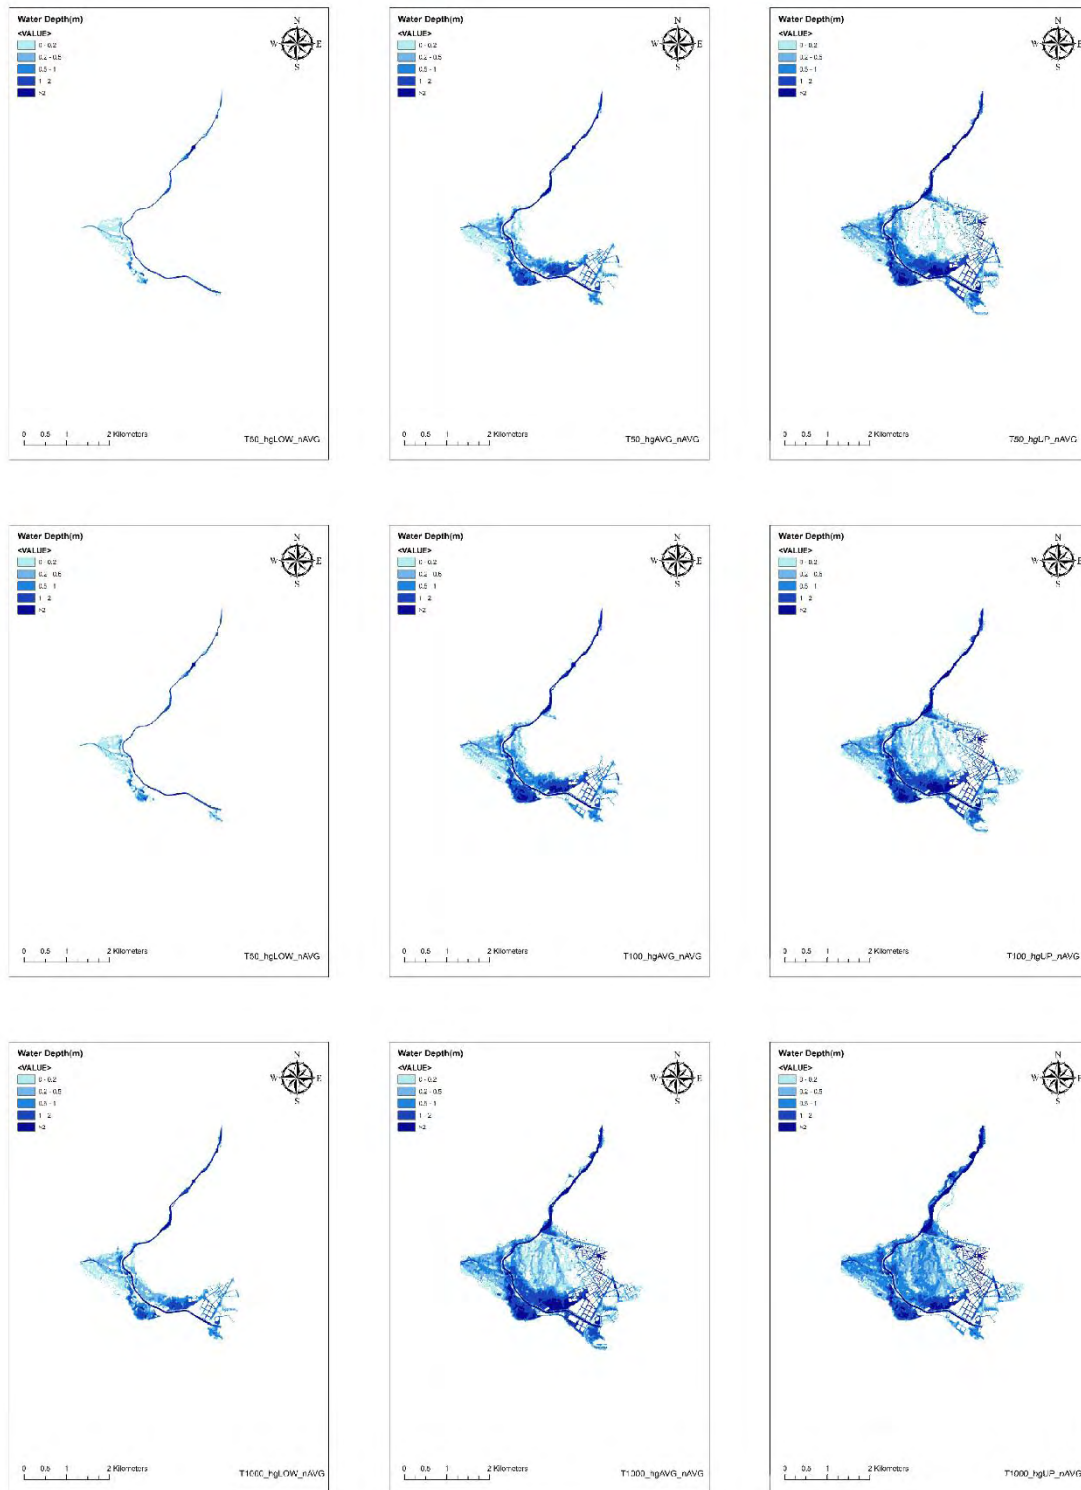 Water Depth(m)
<VALUE>
0 - 0.2
0.2 - 0.5
0.5 - 1
1 - 2
>2
N
W E
S
0 0.5 1 2 Kilometers
T50_hgLOW_nAVG
Water Depth(m)
<VALUE>
0 - 0.2
0.2 - 0.5
0.5 - 1
1 - 2
>2
N
W E
S
0 0.5 1 2 Kilometers
T50_hgAVG_nAVG
Water Depth(m)
<VALUE>
0 - 0.2
0.2 - 0.5
0.5 - 1
1 - 2
>2
N
W E
S
0 0.5 1 2 Kilometers
T50_hgUP_nAVG
Water Depth(m)
<VALUE>
0 - 0.2
0.2 - 0.5
0.5 - 1
1 - 2
>2
N
W E
S
0 0.5 1 2 Kilometers
T50_hgLOW_nAVG
Water Depth(m)
<VALUE>
0 - 0.2
0.2 - 0.5
0.5 - 1
1 - 2
>2
N
W E
S
0 0.5 1 2 Kilometers
T100_hgAVG_nAVG
Water Depth(m)
<VALUE>
0 - 0.2
0.2 - 0.5
0.5 - 1
1 - 2
>2
N
W E
S
0 0.5 1 2 Kilometers
T100_hgUP_nAVG
Water Depth(m)
<VALUE>
0 - 0.2
0.2 - 0.5
0.5 - 1
1 - 2
>2
N
W E
S
0 0.5 1 2 Kilometers
T1000_hgLOW_nAVG
Water Depth(m)
<VALUE>
0 - 0.2
0.2 - 0.5
0.5 - 1
1 - 2
>2
N
W E
S
0 0.5 1 2 Kilometers
T1000_hgAVG_nAVG
Water Depth(m)
<VALUE>
0 - 0.2
0.2 - 0.5
0.5 - 1
1 - 2
>2
N
W E
S
0 0.5 1 2 Kilometers
T1000_hgUP_nAVG